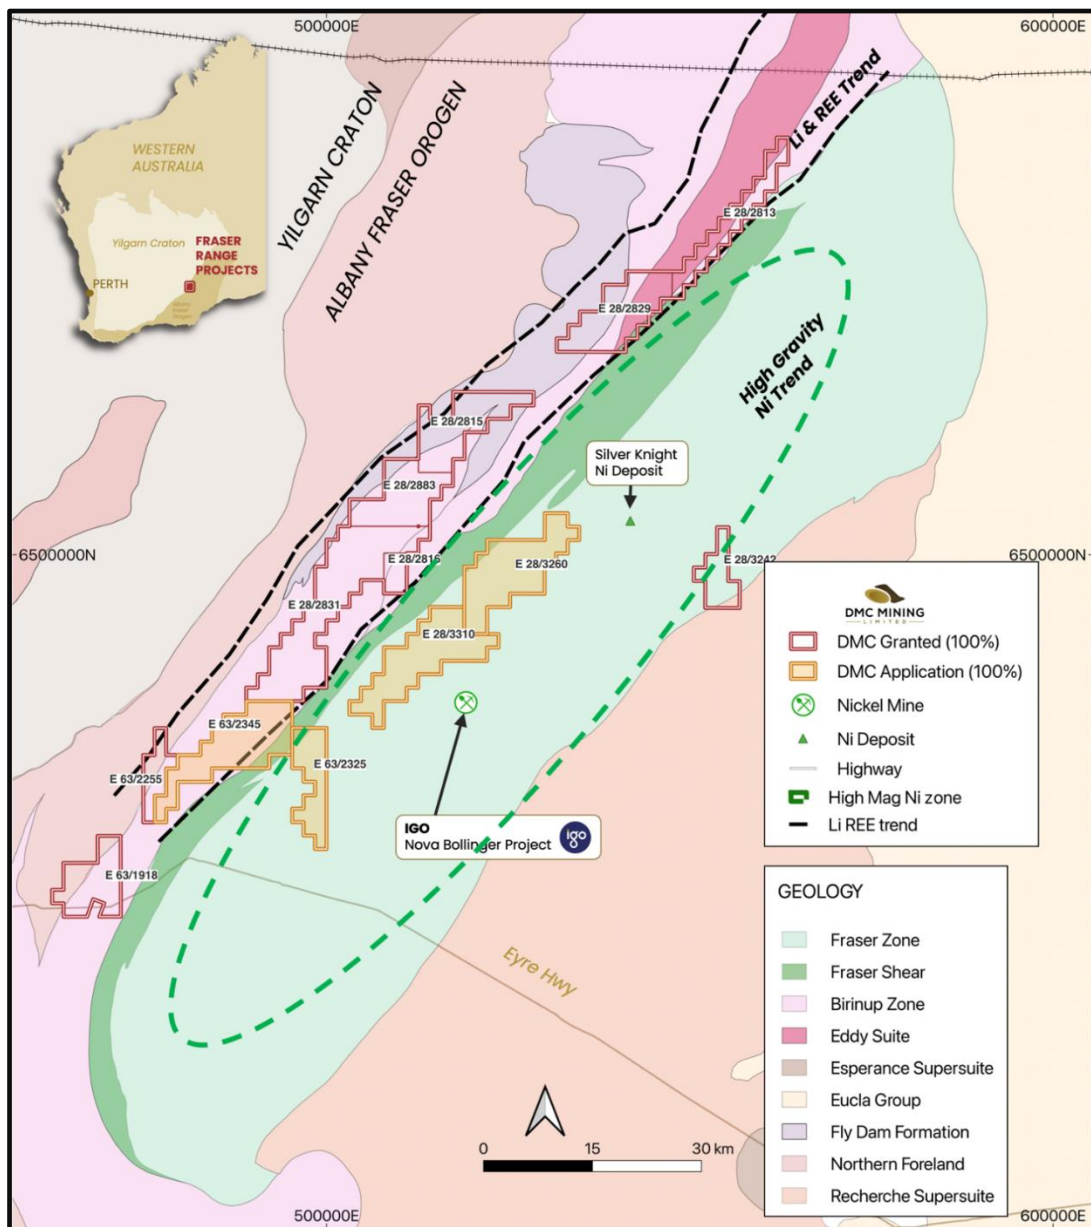 500000E
600000E
WESTERN
AUSTRALIA
Yilgarn Craton
FRASER
RANGE
PROJECTS
PERTH
Albany
Fraser
Orogen
YILGARN CRATON
ALBANY FRASER OROGEN
Li & REE Trend
E 28/2813
E 28/2829
High Gravity
Ni Trend
E 28/2815
Silver Knight
Ni Deposit
E 28/2883
6500000N
6500000N
E 28/2816
E 28/3260
E 28/3242
E 28/2831
E 28/3310
E 63/2345
E 63/2325
E 63/2255
E 63/1918
IGO
Nova Bollinger Project
igo
Eyre Hwy
DMC MINING
LIMITED
DMC Granted (100%)
DMC Application (100%)
Nickel Mine
Ni Deposit
Highway
High Mag Ni zone
Li REE trend
GEOLOGY
Fraser Zone
Fraser Shear
Birinup Zone
Eddy Suite
Esperance Supersuite
Eucla Group
Fly Dam Formation
Northern Foreland
Recherche Supersuite
0 15 30 km
500000E
600000E